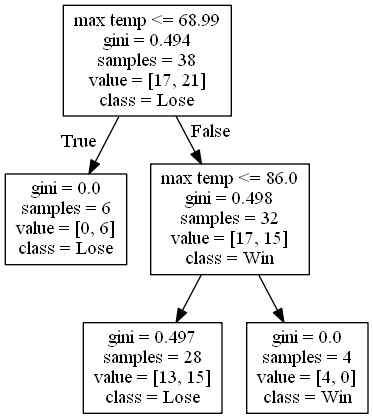 max temp <= 68.99
gini = 0.494
samples = 38
value = [17, 21]
class = Lose
True
False
gini = 0.0
samples = 6
value = [0, 6]
class = Lose
max temp <= 86.0
gini = 0.498
samples = 32
value = [17, 15]
class = Win
gini = 0.497
samples = 28
value = [13, 15]
class = Lose
gini = 0.0
samples = 4
value = [4, 0]
class = Win